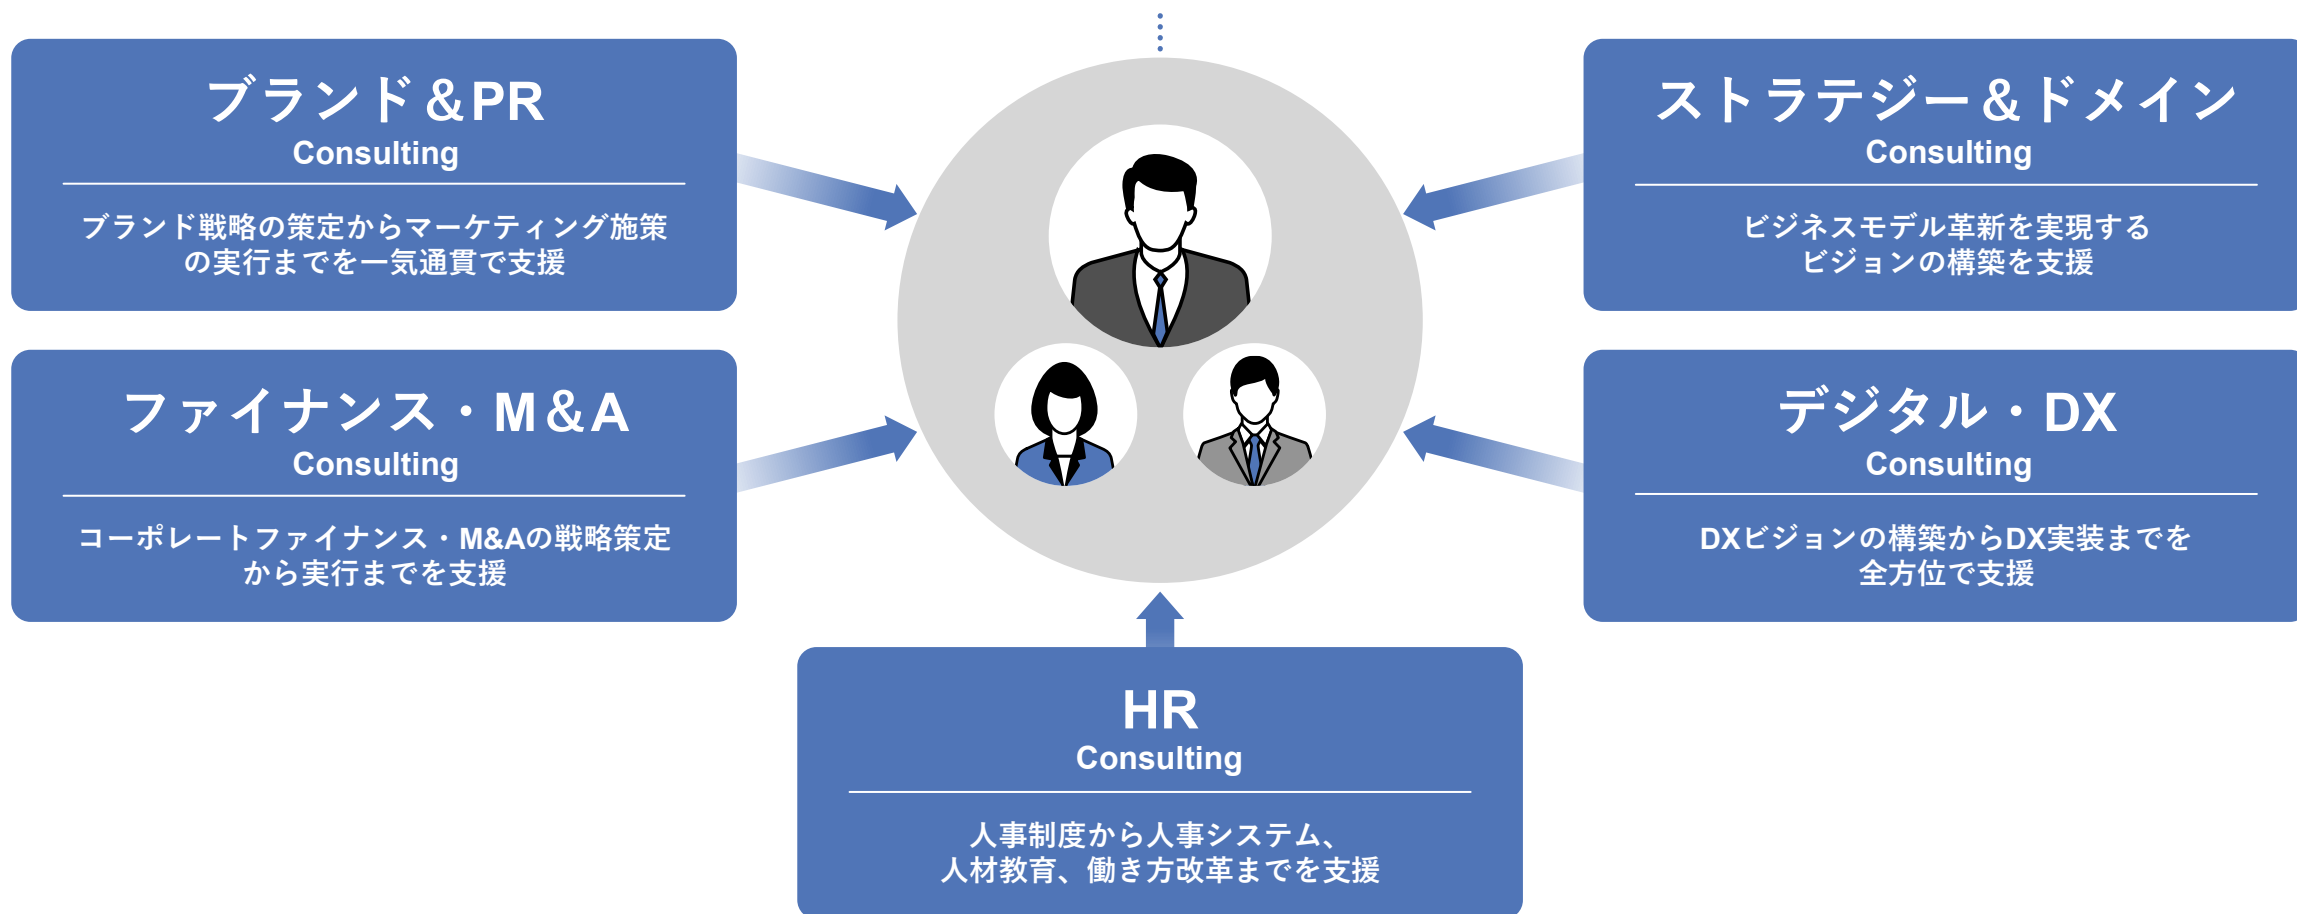 ブランド＆PR
Consulting
ブランド戦略の策定からマーケティング施策
の実行までを一気通貫で支援
ストラテジー＆ドメイン
Consulting
ビジネスモデル革新を実現する
ビジョンの構築を支援
ファイナンス・M＆A
Consulting
コーポレートファイナンス・M&Aの戦略策定
から実行までを支援
デジタル・DX
Consulting
DXビジョンの構築からDX実装までを
全方位で支援
HR
Consulting
人事制度から人事システム、
人材教育、働き方改革までを支援